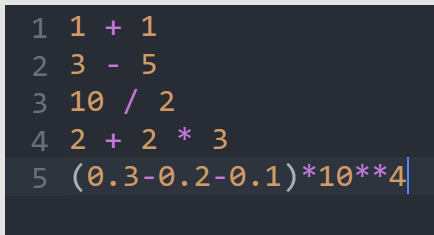 1 1 + 1
2 3 - 5
3 10 / 2
4 2 + 2 * 3
5 (0.3-0.2-0.1)*10**4